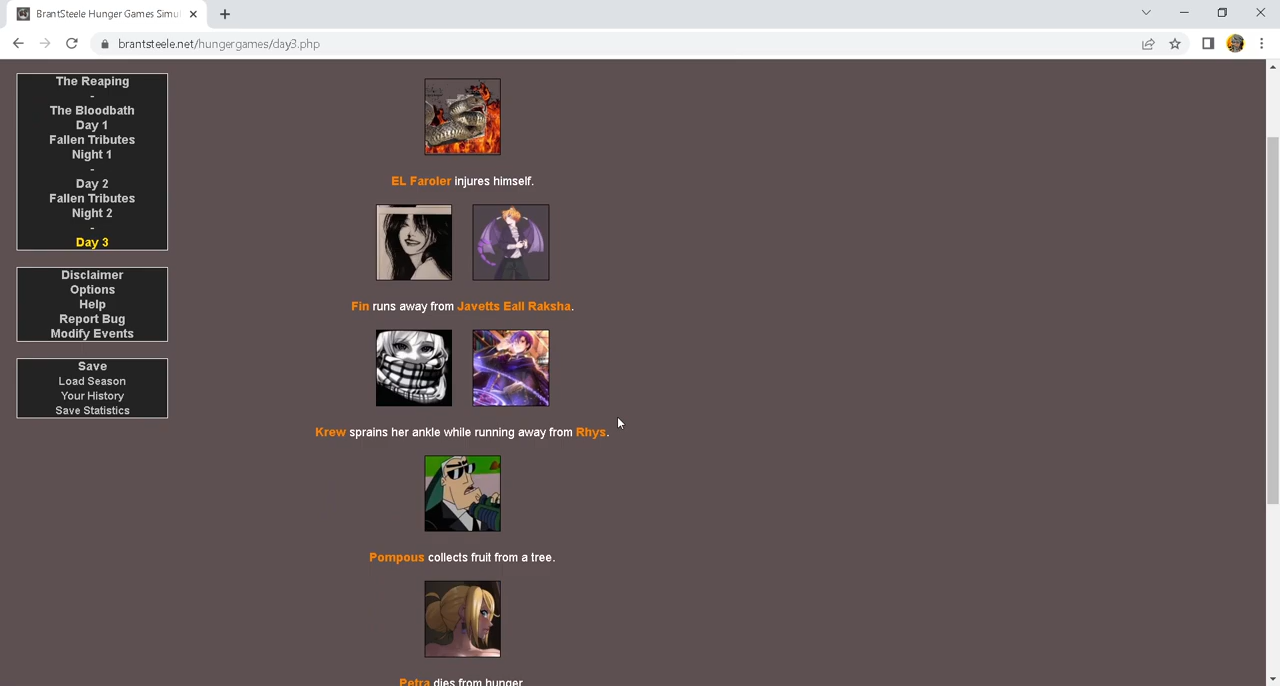 BrantSteele Hunger Games Simu
brantsteele.net/hungergames/day3.php
The Reaping
-
The Bloodbath
Day 1
Fallen Tributes
Night 1
-
Day 2
Fallen Tributes
Night 2
-
Day 3
Disclaimer
Options
Help
Report Bug
Modify Events
Save
Load Season
Your History
Save Statistics
EL Faroler injures himself.
Fin runs away from Javetts Eall Raksha.
Krew sprains her ankle while running away from Rhys.
Pompous collects fruit from a tree.
Petra dies from hunger.